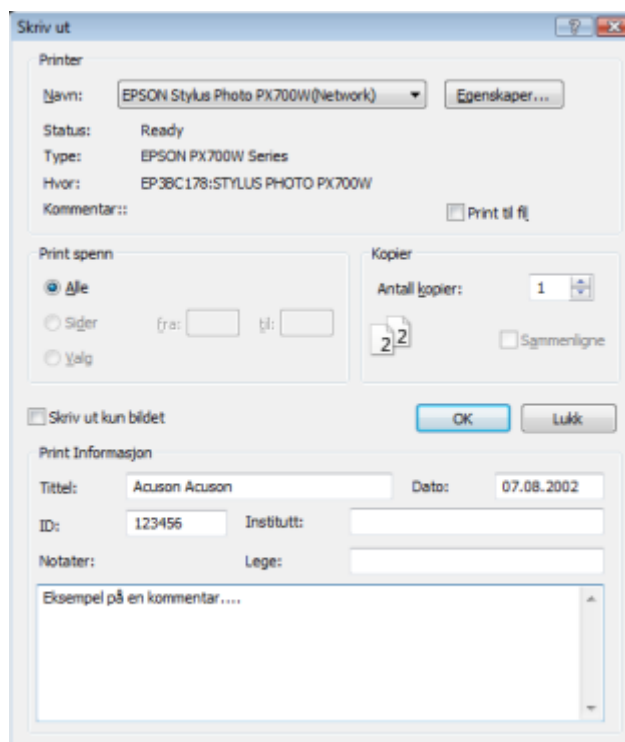 Skriv ut
Printer
Navn: EPSON Stylus Photo PX700W(Network) Egenskaper...
Status: Ready
Type: EPSON PX700W Series
Hvor: EP3BC178:STYLUS PHOTO PX700W
Kommentar:: Print til fil
Print spenn
Alle
Sider fra: til:
Valg
Kopier
Antall kopier: 1
2 2
Sammenligne
Skriv ut kun bildet OK Lukk
Print Informasjon
Tittel: Acuson Acuson Dato: 07.08.2002
ID: 123456 Institutt:
Notater: Lege:
Eksempel på en kommentar....